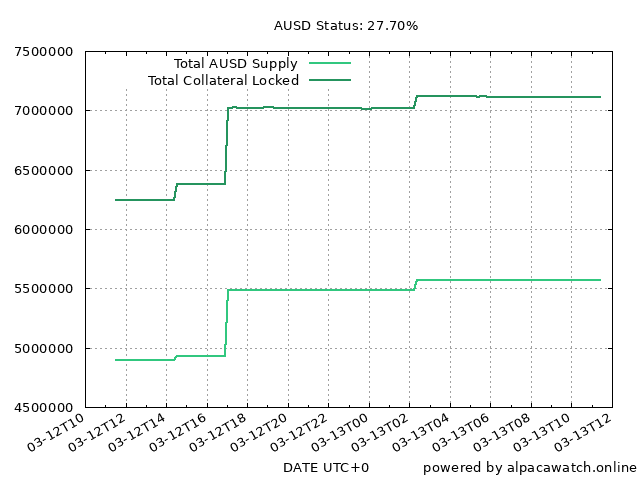 AUSD Status: 27.70%
7500000
Total AUSD Supply
Total Collateral Locked
7000000
6500000
6000000
5500000
5000000
4500000
03-12T10
03-12T12
03-12T14
03-12T16
03-12T18
03-12T20
03-12T22
03-13T00
03-13T02
03-13T04
03-13T06
03-13T08
03-13T10
03-13T12
DATE UTC+0
powered by alpacawatch.online